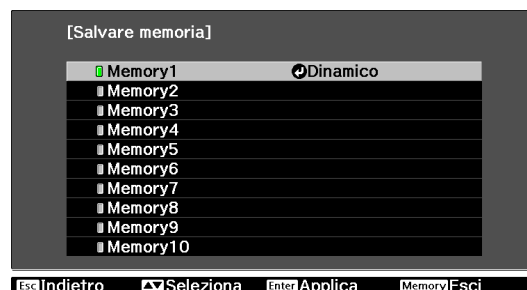 [Salvare memoria]
Memory1 Dinamico
Memory2
Memory3
Memory4
Memory5
Memory6
Memory7
Memory8
Memory9
Memory10
Esc Indietro Seleziona Enter Applica Memory Esci